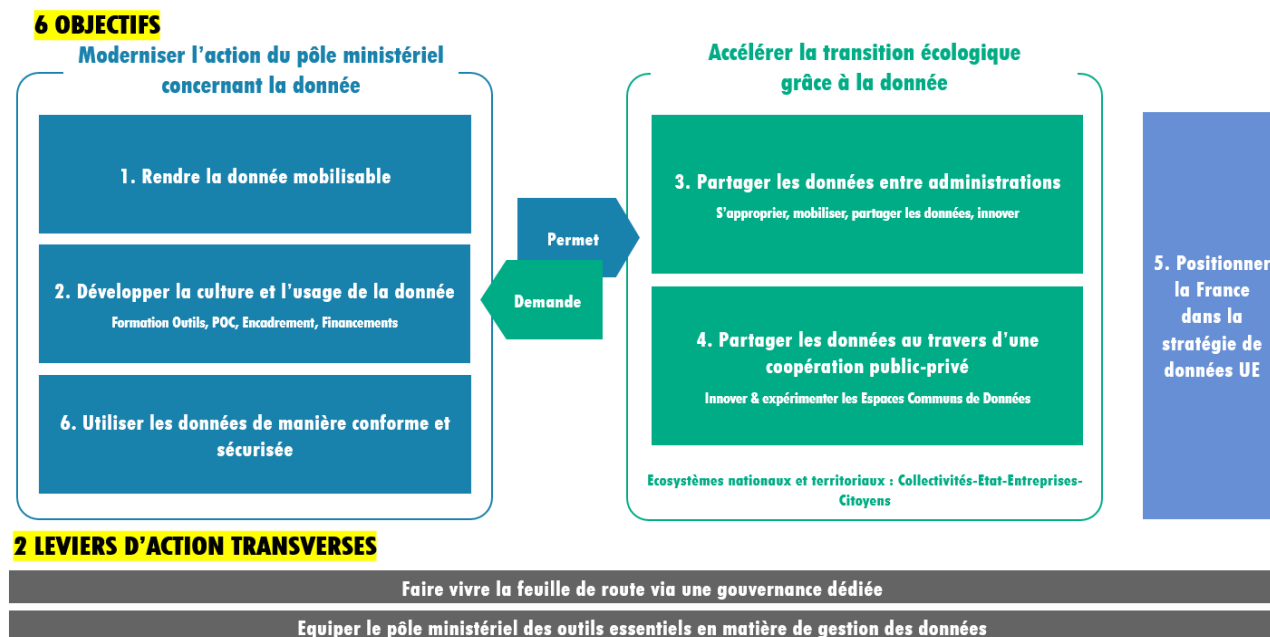 6 OBJECTIFS
Moderniser l'action du pôle ministériel
concernant la donnée
1. Rendre la donnée mobilisable
2. Développer la culture et l'usage de la donnée
Formation Outils, POC, Encadrement, Financements
6. Utiliser les données de manière conforme et
sécurisée
Permet
Demande
Accélérer la transition écologique
grâce à la donnée
3. Partager les données entre administrations
S'approprier, mobiliser, partager les données, innover
4. Partager les données au travers d'une
coopération public-privé
Innover & expérimenter les Espaces Communs de Données
Ecosystèmes nationaux et territoriaux : Collectivités-Etat-Entreprises-
Citoyens
5. Positionner
la France
dans la
stratégie de
données UE
2 LEVIERS D'ACTION TRANSVERSES
Faire vivre la feuille de route via une gouvernance dédiée
Equiper le pôle ministériel des outils essentiels en matière de gestion des données